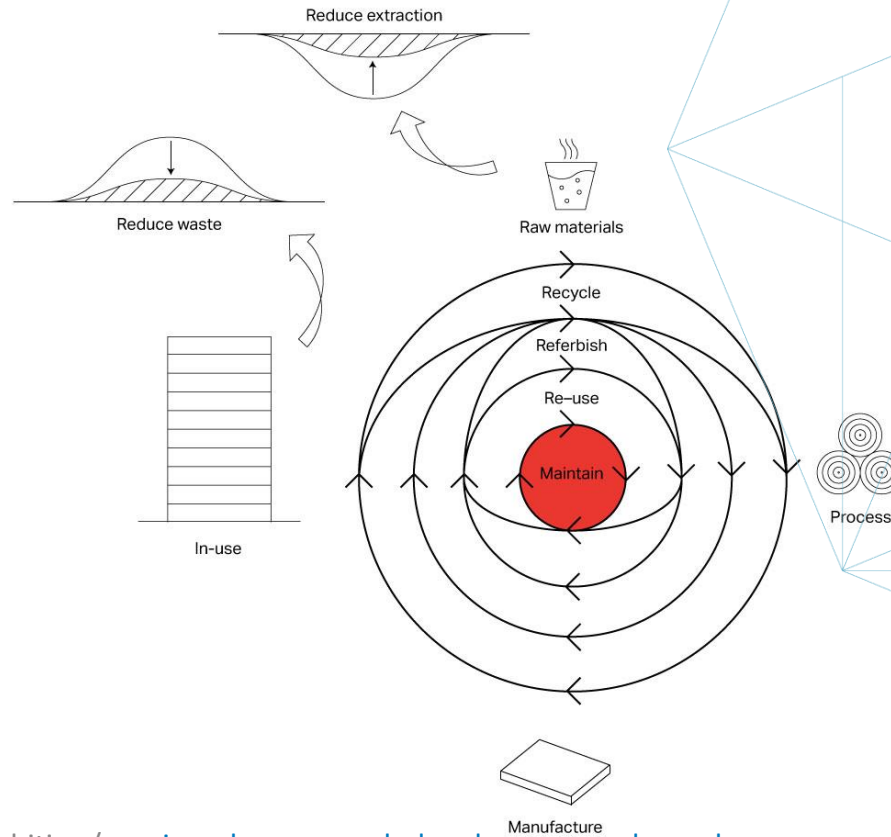 Reduce extraction
Reduce waste
Raw materials
Recycle
Referbish
Re–use
Maintain
Process
In-use
Manufacture